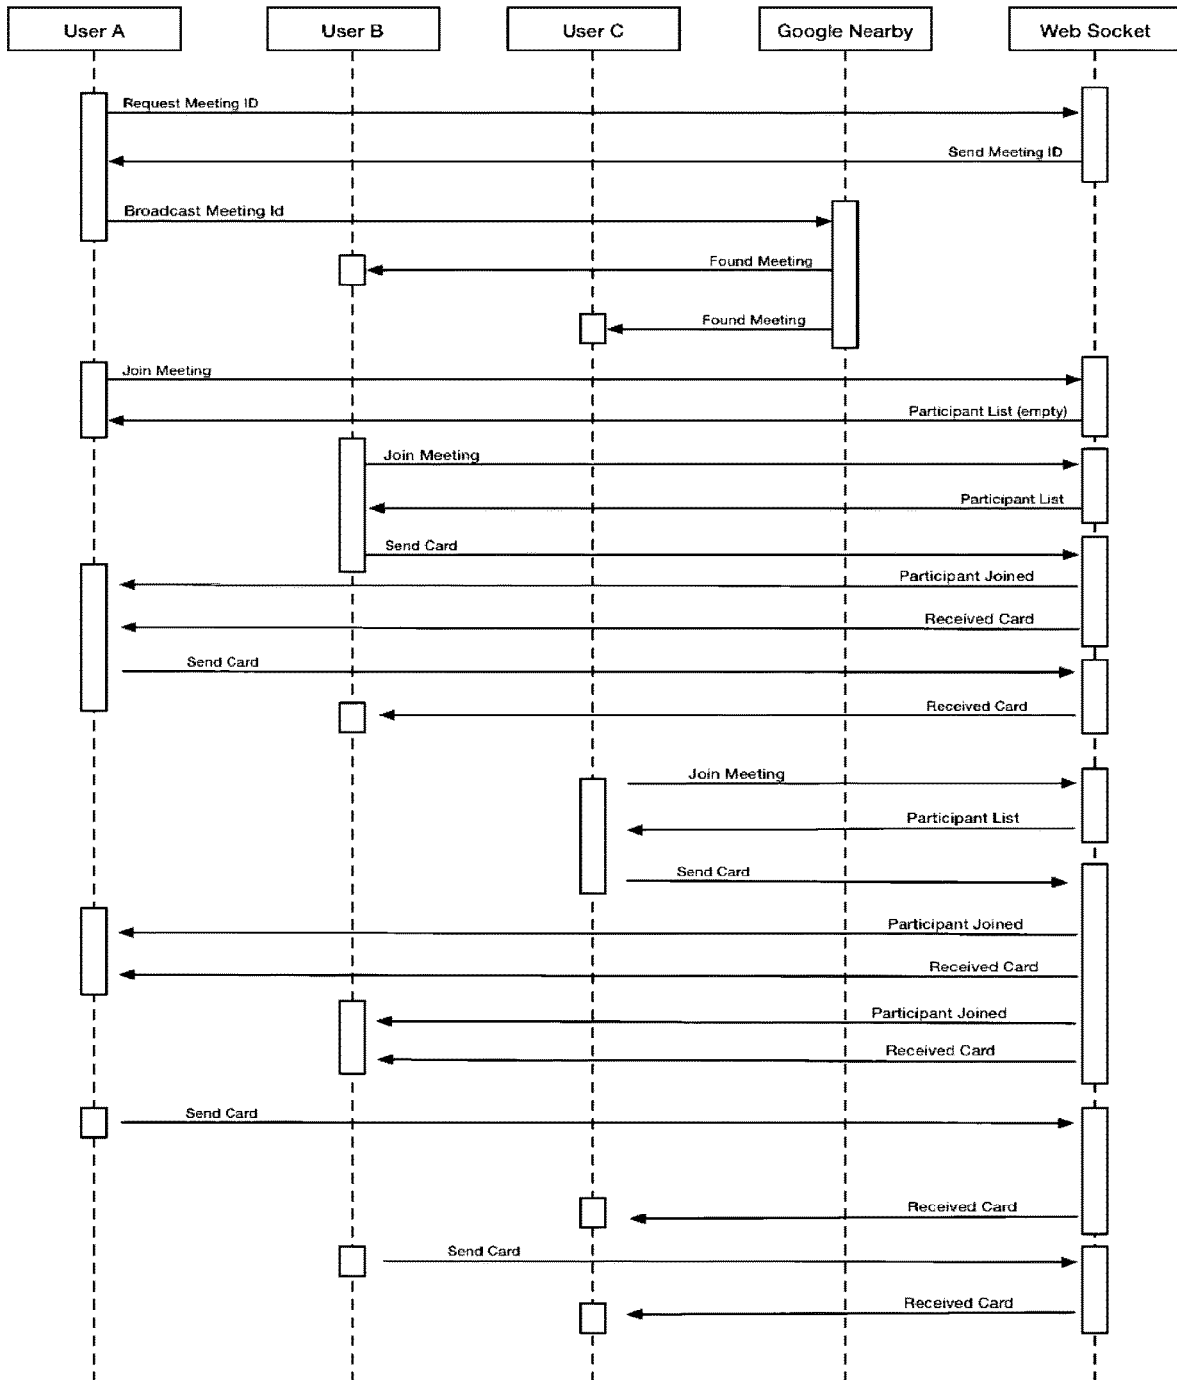 User A
User B
User C
Google Nearby
Web Socket
Request Meeting ID
Send Meeting ID
Broadcast Meeting Id
Found Meeting
Found Meeting
Join Meeting
Participant List (empty)
Join Meeting
Participant List
Send Card
Participant Joined
Received Card
Send Card
Received Card
Join Meeting
Participant List
Send Card
Participant Joined
Received Card
Participant Joined
Received Card
Send Card
Received Card
Send Card
Received Card